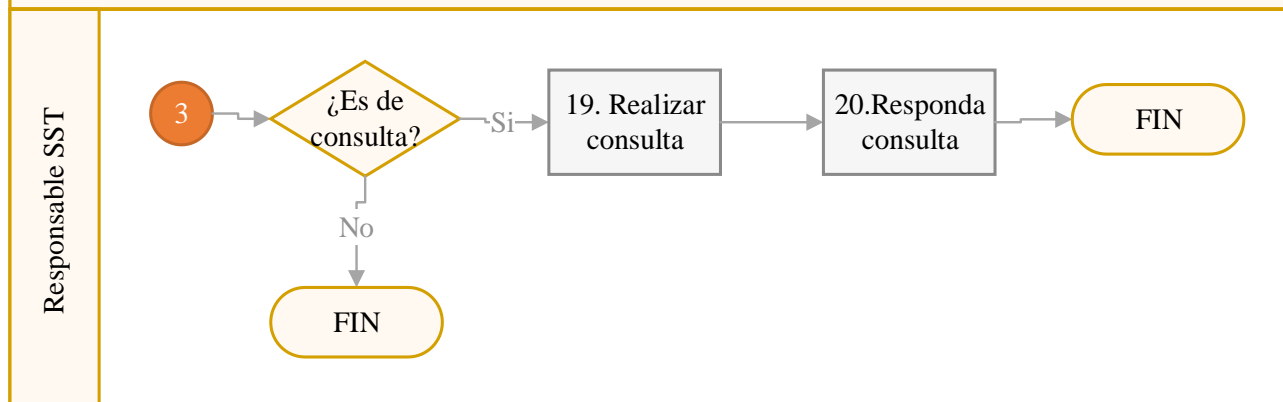 Responsable SST
3
¿Es de
consulta?
Si
19. Realizar
consulta
20.Responda
consulta
FIN
No
FIN